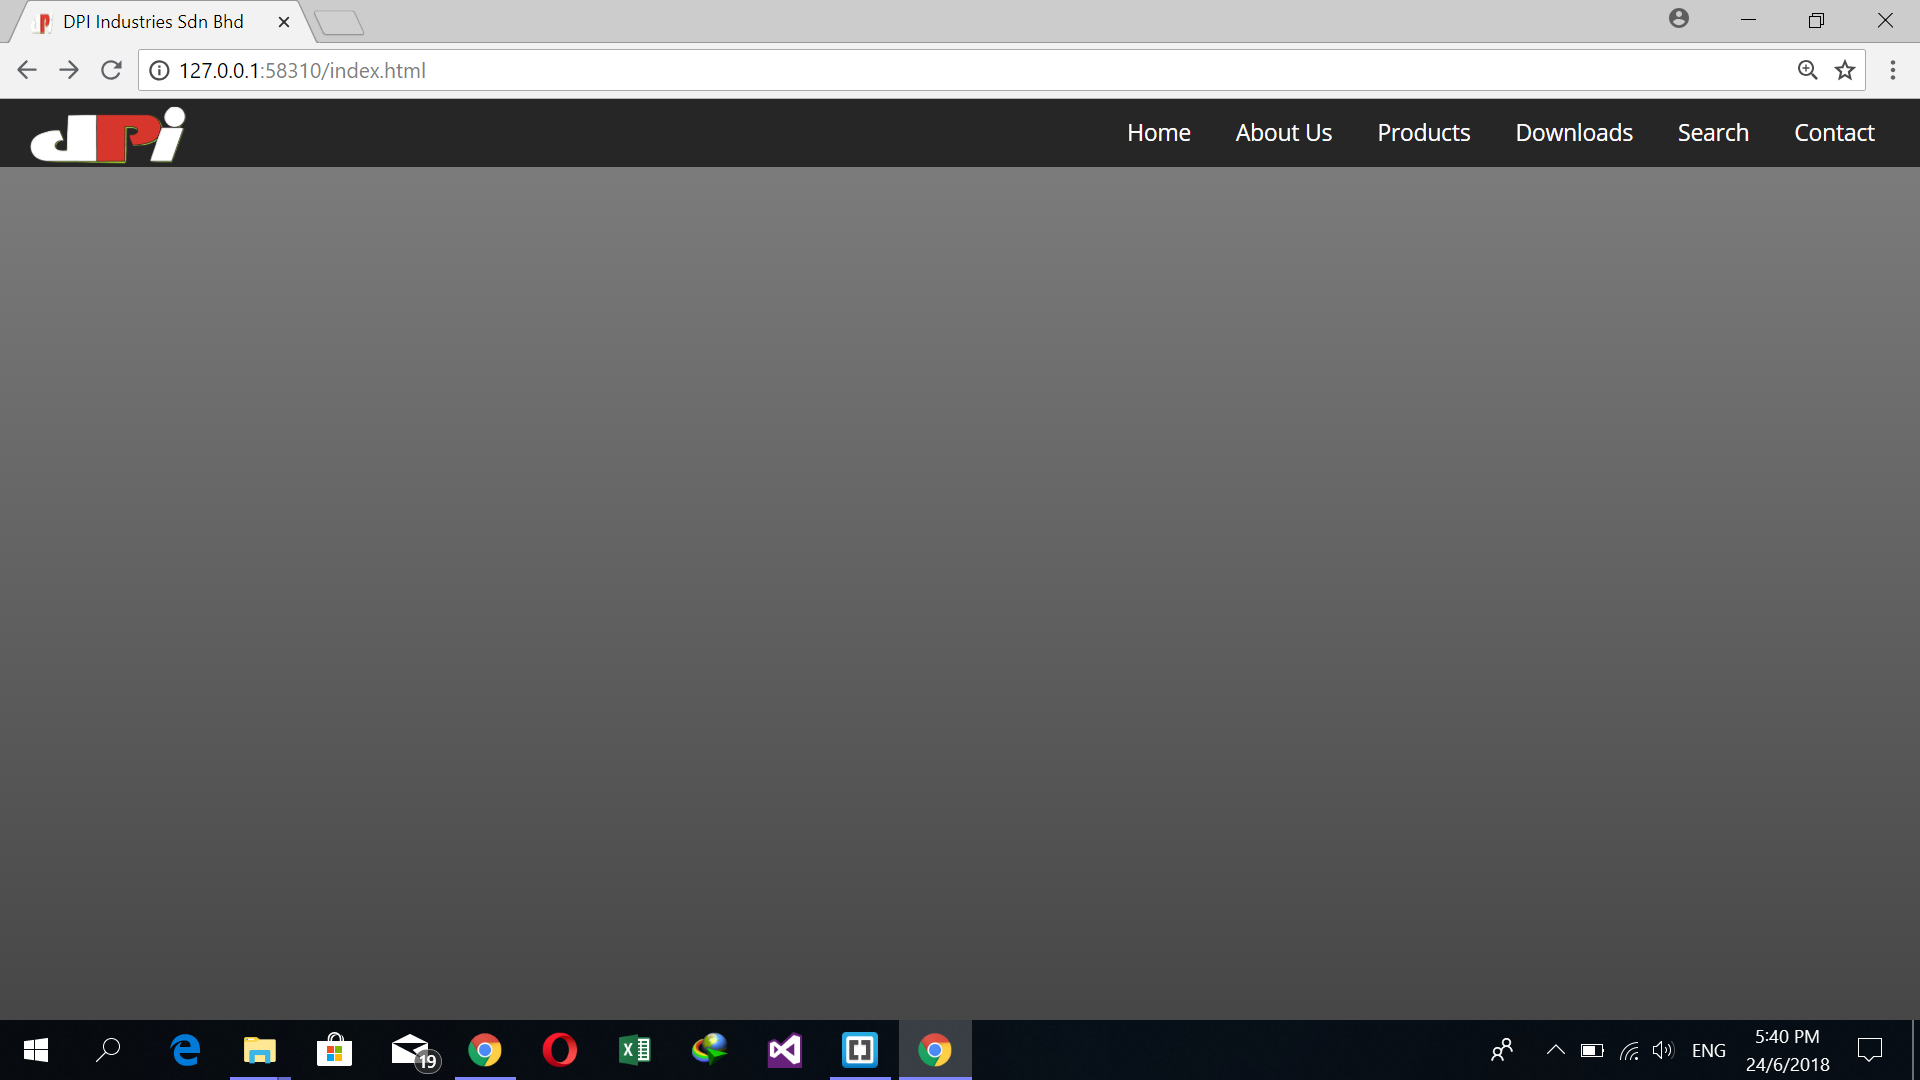 DPI Industries Sdn Bhd
127.0.0.1:58310/index.html
dPi Home About Us Products Downloads Search Contact
19
ENG
5:40 PM
24/6/2018